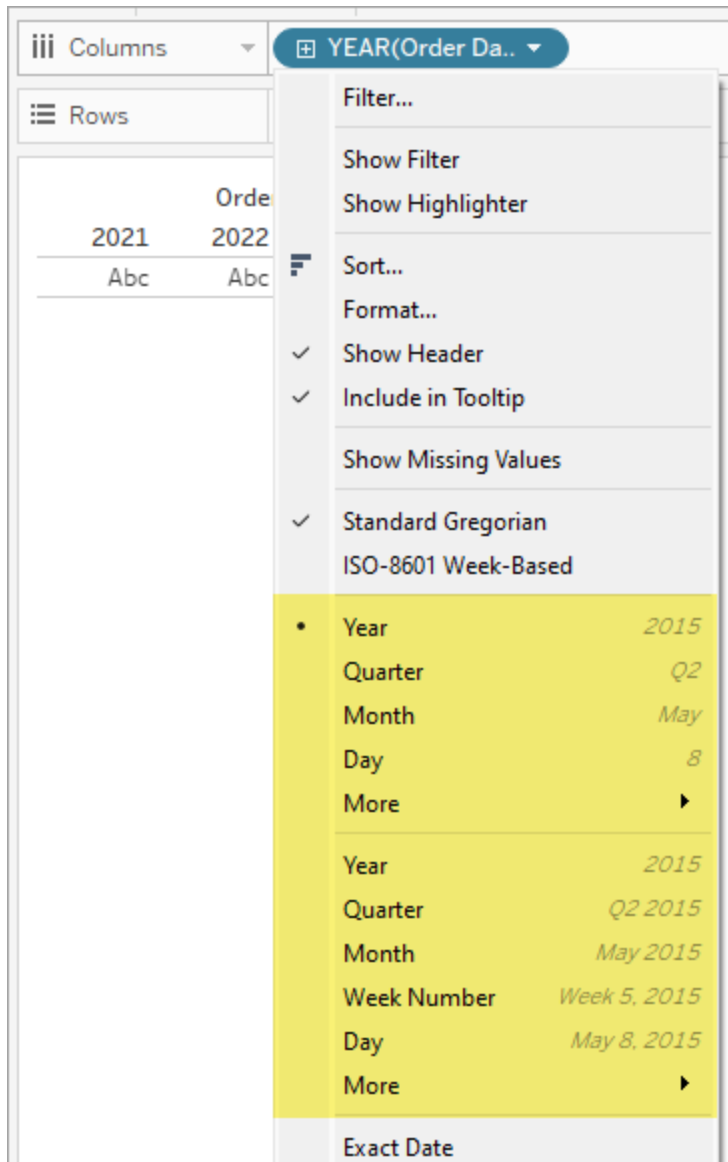 Columns YEAR(Order Da..
Rows
Orde
2021 2022
Abc Abc
Filter...
Show Filter
Show Highlighter
Sort...
Format...
Show Header
Include in Tooltip
Show Missing Values
Standard Gregorian
ISO-8601 Week-Based
Year 2015
Quarter Q2
Month May
Day 8
More
Year 2015
Quarter Q2 2015
Month May 2015
Week Number Week 5, 2015
Day May 8, 2015
More
Exact Date